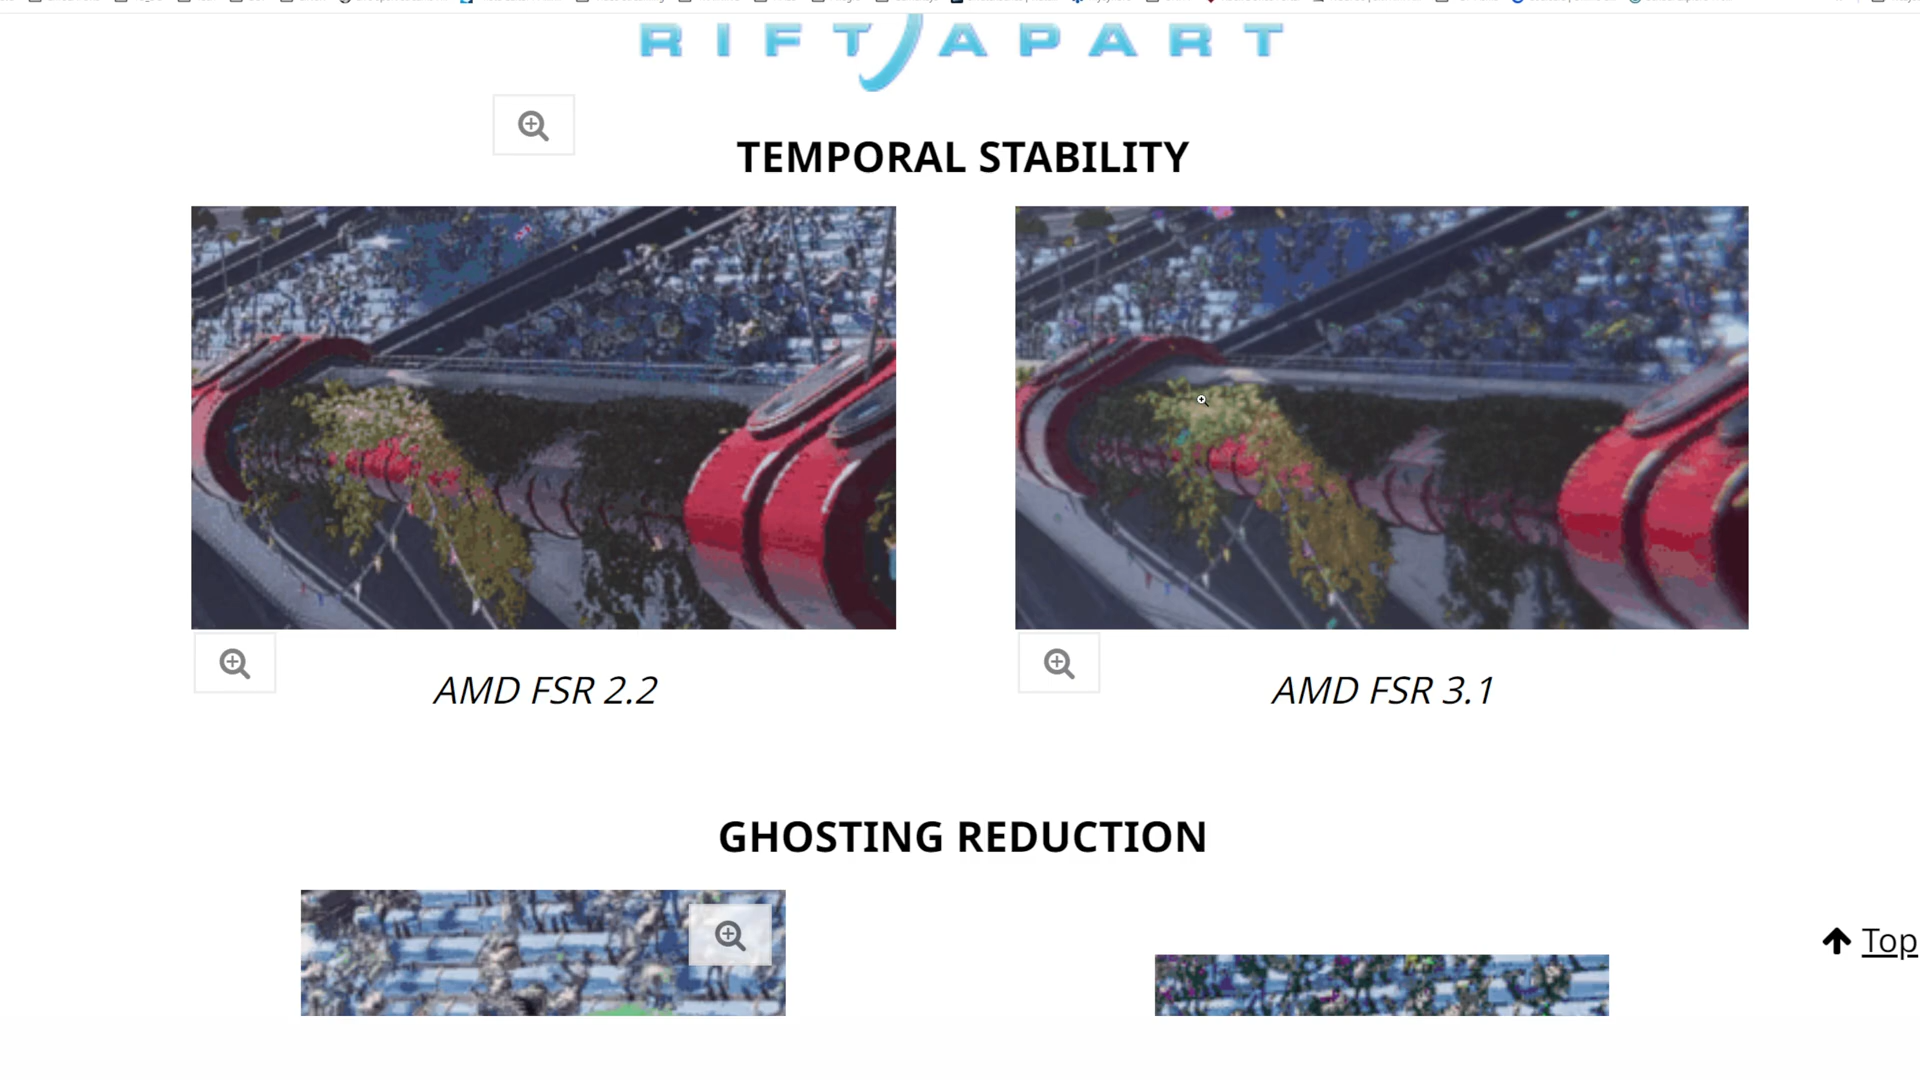 RIFT APART
TEMPORAL STABILITY
AMD FSR 2.2
AMD FSR 3.1
GHOSTING REDUCTION
Top